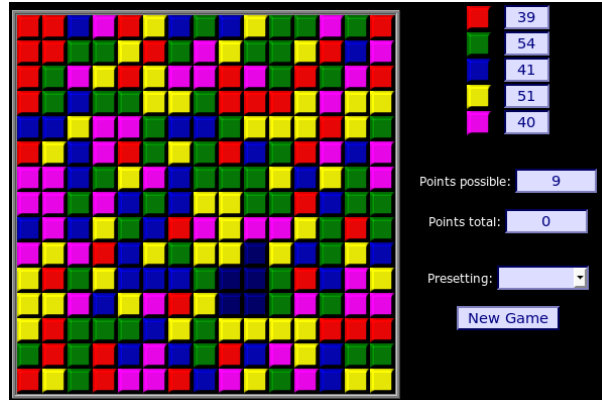 39
54
41
51
40
Points possible: 9
Points total: 0
Presetting:
New Game